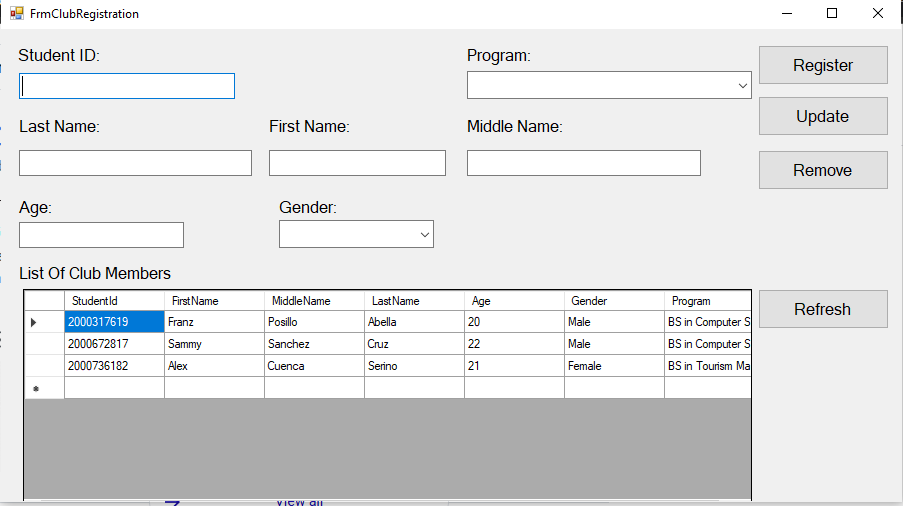 FrmClubRegistration
Student ID: Program: Register
Update
Last Name: First Name: Middle Name:
Remove
Age: Gender:
List Of Club Members
StudentId FirstName MiddleName LastName Age Gender Program Refresh
2000317619 Franz Posillo Abella 20 Male BS in Computer S
2000672817 Sammy Sanchez Cruz 22 Male BS in Computer S
2000736182 Alex Cuenca Serino 21 Female BS in Tourism Ma
View all